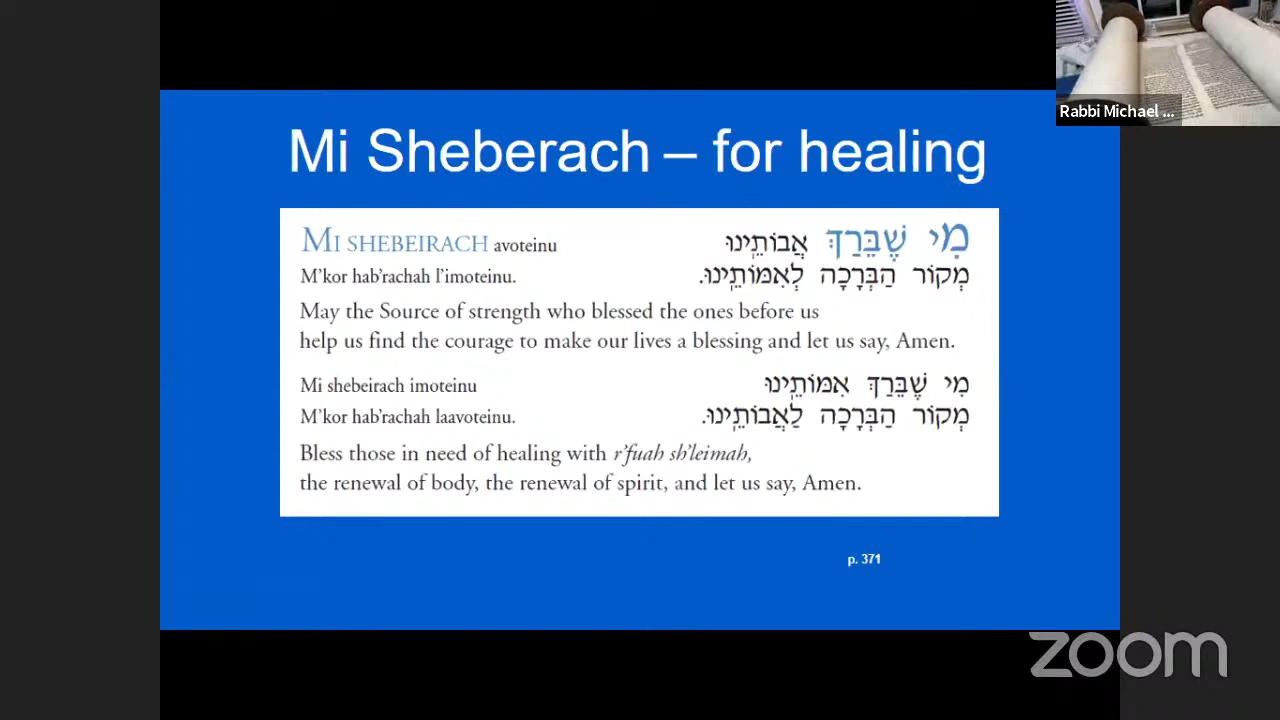 Rabbi Michael ...
Mi Sheberach – for healing
MI SHEBEIRACH avoteinu
מִי שֶׁבֵּרַךְ אֲבוֹתֵֽינוּ
M'kor hab'rachah l'imoteinu.
מְקוֹר הַבְּרָכָה לְאִמּוֹתֵֽינוּ.
May the Source of strength who blessed the ones before us
help us find the courage to make our lives a blessing and let us say, Amen.
Mi shebeirach imoteinu
מִי שֶׁבֵּרַךְ אִמּוֹתֵֽינוּ
M'kor hab'rachah laavoteinu.
מְקוֹר הַבְּרָכָה לַאֲבוֹתֵֽינוּ.
Bless those in need of healing with r'fuah sh'leimah,
the renewal of body, the renewal of spirit, and let us say, Amen.
p. 371
zoom